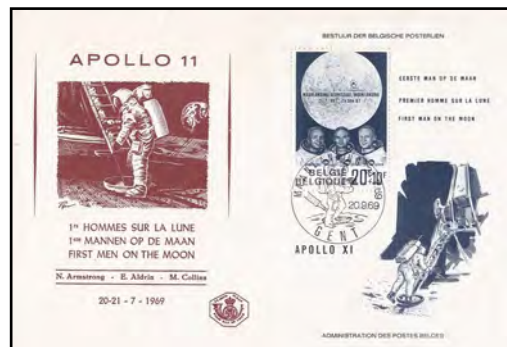 APOLLO 11
1ers HOMMES SUR LA LUNE
1ste MANNEN OP DE MAAN
FIRST MEN ON THE MOON
N. Armstrong - E. Aldrin - M. Collins
20-21 - 7 - 1969
BESTUUR DER BELGISCHE POSTERIJEN
EERSTE MAN OP DE MAAN
PREMIER HOMME SUR LA LUNE
FIRST MAN ON THE MOON
BELGIË
BELGIQUE 20F+10F
20.9.69
GENT
APOLLO XI
ADMINISTRATION DES POSTES BELGES